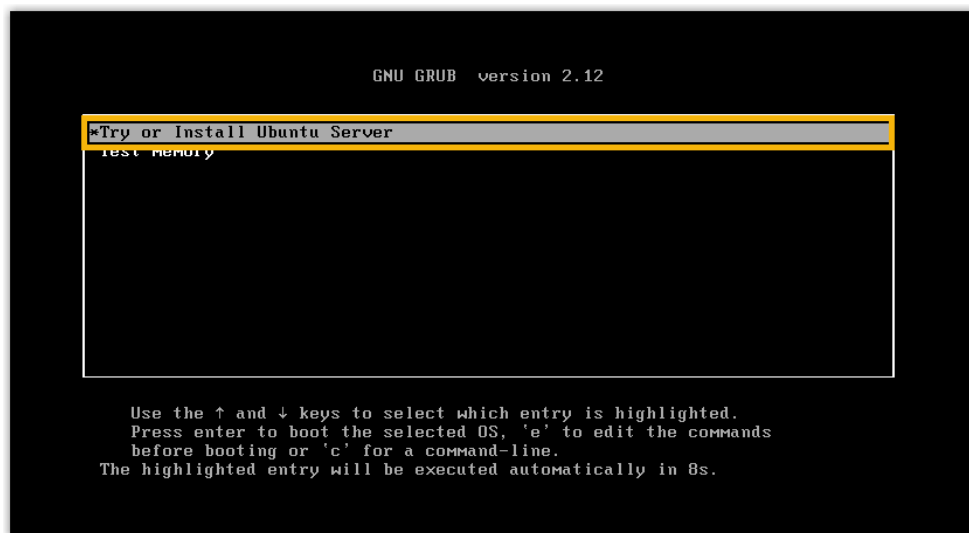 GNU GRUB version 2.12
*Try or Install Ubuntu Server
Test Memory
Use the ↑ and ↓ keys to select which entry is highlighted.
Press enter to boot the selected OS, `e' to edit the commands
before booting or `c' for a command-line.
The highlighted entry will be executed automatically in 8s.